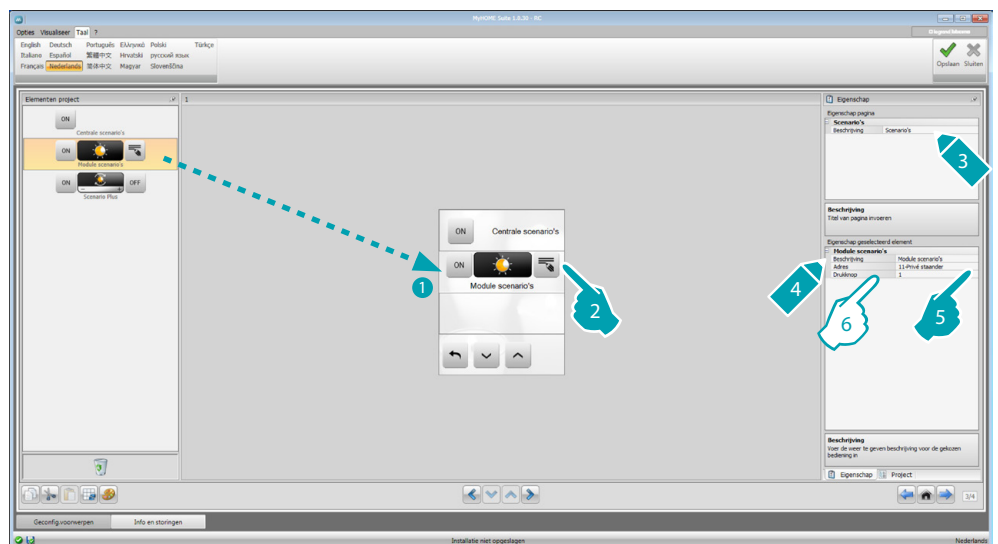 MyHOME Suite 1.0.30 - RC
Opties Visualiseer Taal ?
English Deutsch Português Ελληνικά Polski Türkçe
Italiano Español 繁體中文 Hrvatski русский язык
Français Nederlands 简体中文 Magyar Slovenščina
Opslaan Sluiten
Elementen project
1
Eigenschap
ON
Centrale scenario's
ON
Module scenario's
ON
OFF
Scenario Plus
ON Centrale scenario's
ON
Module scenario's
1
2
Eigenschap pagina
Scenario's
Beschrijving Scenario's
3
Beschrijving
Titel van pagina invoeren
Eigenschap geselecteerd element
Module scenario's
Beschrijving Module scenario's
Adres 11-Privé staander
Drukknop 1
4
5
6
Beschrijving
Voer de weer te geven beschrijving voor de gekozen
bediening in
Eigenschap Project
3/4
Geconfig.voorwerpen Info en storingen
Installatie niet opgeslagen
Nederlands